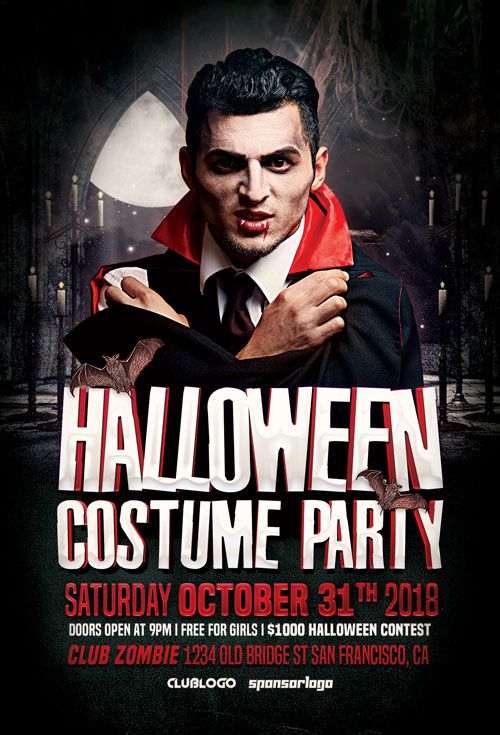 HALLOWEEN
COSTUME PARTY
SATURDAY OCTOBER 31TH 2018
DOORS OPEN AT 9PM | FREE FOR GIRLS | $1000 HALLOWEEN CONTEST
CLUB ZOMBIE 1234 OLD BRIDGE ST SAN FRANCISCO, CA
CLUBLOGO sponsorlogo